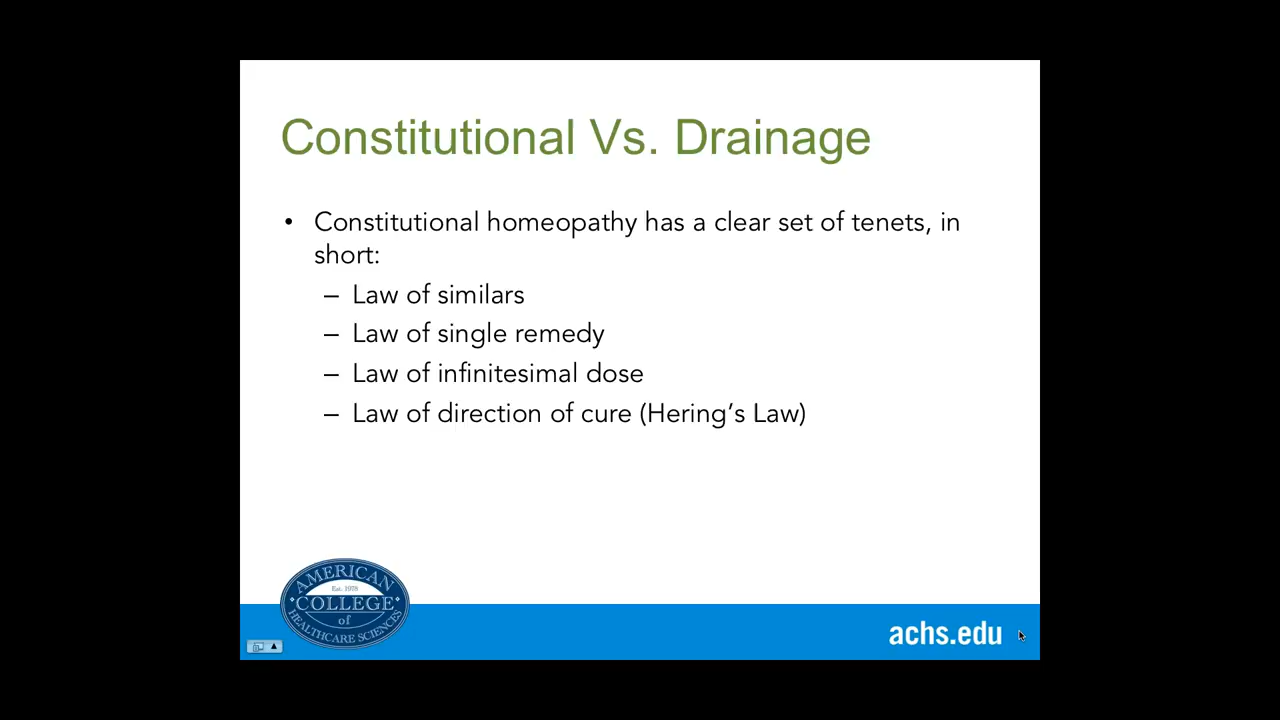 Constitutional Vs. Drainage
• Constitutional homeopathy has a clear set of tenets, in
short:
– Law of similars
– Law of single remedy
– Law of infinitesimal dose
– Law of direction of cure (Hering’s Law)
AMERICAN
Est. 1978
COLLEGE
of
HEALTHCARE SCIENCES
achs.edu